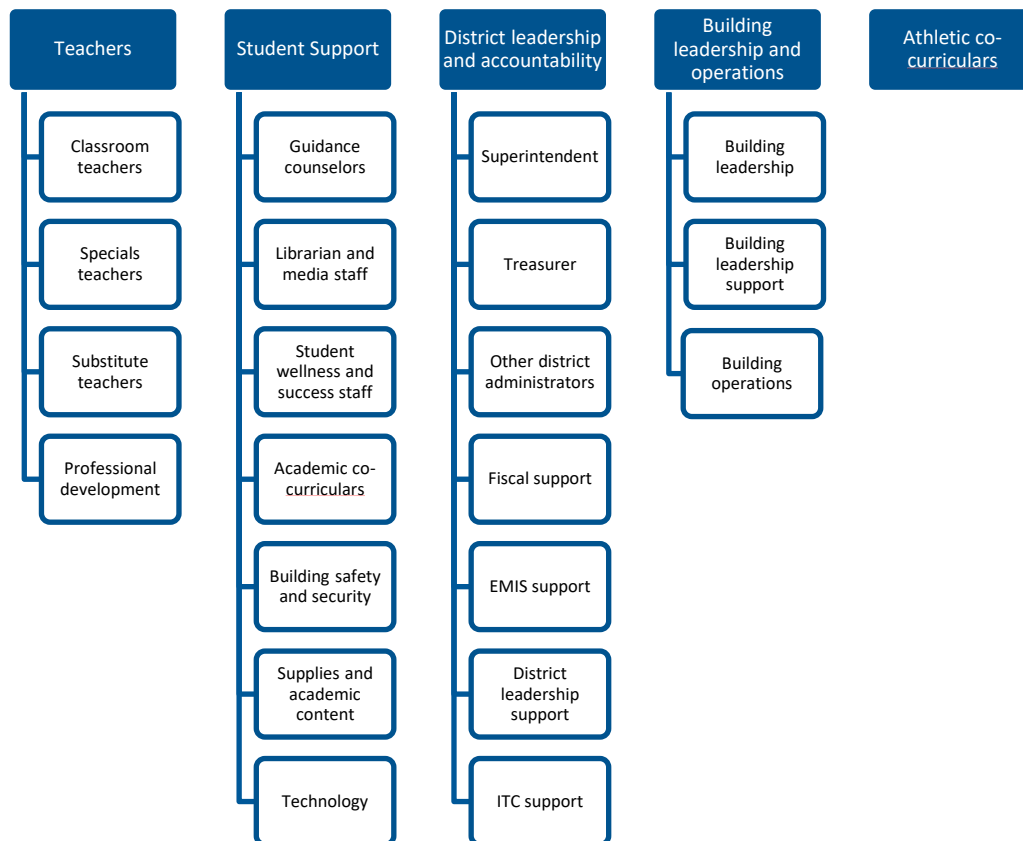 Teachers
Classroom
teachers
Specials
teachers
Substitute
teachers
Professional
development
Student Support
Guidance
counselors
Librarian and
media staff
Student
wellness and
success staff
Academic co-
curriculars
Building safety
and security
Supplies and
academic
content
Technology
District leadership
and accountability
Superintendent
Treasurer
Other district
administrators
Fiscal support
EMIS support
District
leadership
support
ITC support
Building
leadership and
operations
Building
leadership
Building
leadership
support
Building
operations
Athletic co-
curriculars